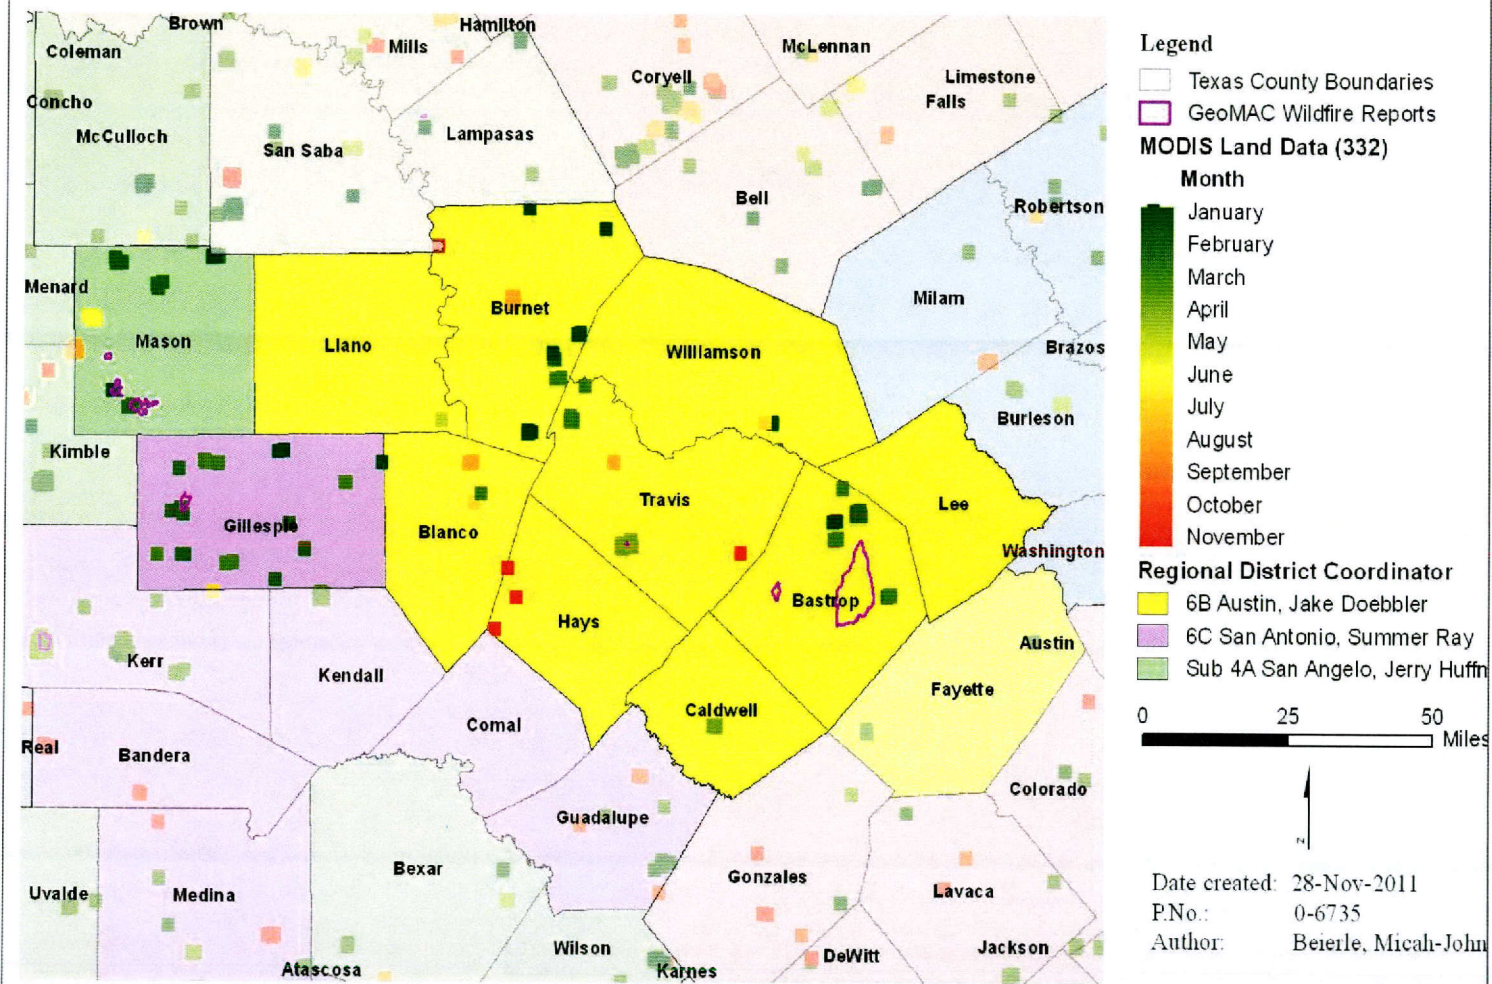 Brown
Hamilton
Coleman
Mills
McLennan
Coryell
Limestone
Concho
Falls
McCulloch
Lampasas
San Saba
Bell
Robertson
Menard
Milam
Burnet
Mason
Llano
Williamson
Brazos
Burleson
Kimble
Travis
Lee
Gillespie
Blanco
Washington
Bastrop
Hays
Austin
Kerr
Kendall
Fayette
Caldwell
Comal
Real
Bandera
Colorado
Guadalupe
Bexar
Gonzales
Uvalde
Medina
Lavaca
Wilson
Jackson
DeWitt
Atascosa
Karnes
Legend
Texas County Boundaries
GeoMAC Wildfire Reports
MODIS Land Data (332)
Month
January
February
March
April
May
June
July
August
September
October
November
Regional District Coordinator
6B Austin, Jake Doebbler
6C San Antonio, Summer Ray
Sub 4A San Angelo, Jerry Huffn
0 25 50
Miles
N
Date created: 28-Nov-2011
P.No.: 0-6735
Author: Beierle, Micah-John